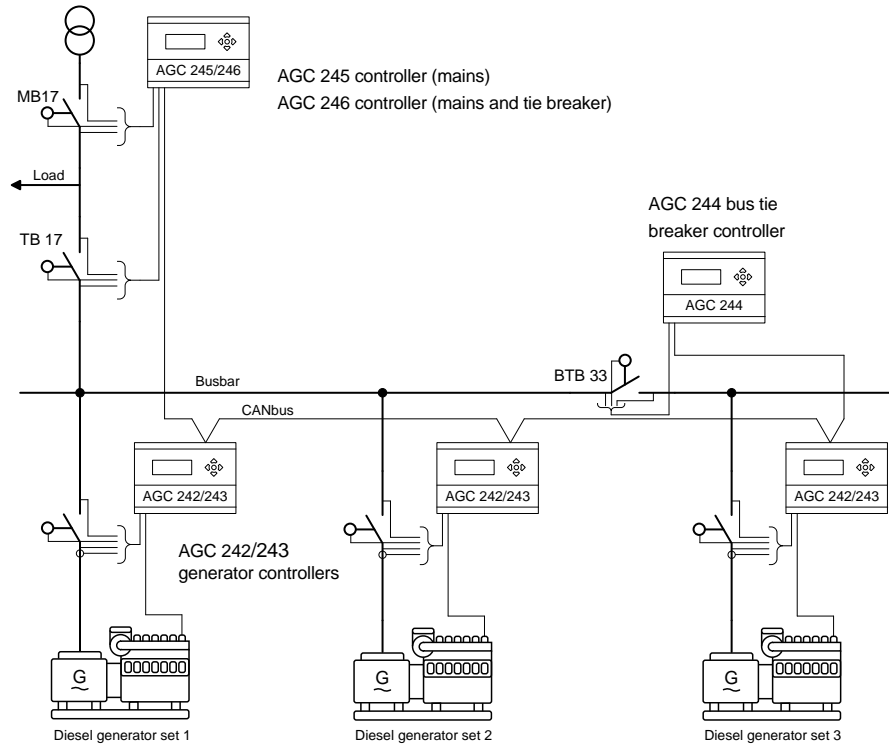 AGC 245/246
AGC 245 controller (mains)
AGC 246 controller (mains and tie breaker)
MB17
Load
TB 17
AGC 244 bus tie
breaker controller
AGC 244
BTB 33
Busbar
CANbus
AGC 242/243
AGC 242/243
AGC 242/243
AGC 242/243
generator controllers
G
G
G
Diesel generator set 1
Diesel generator set 2
Diesel generator set 3